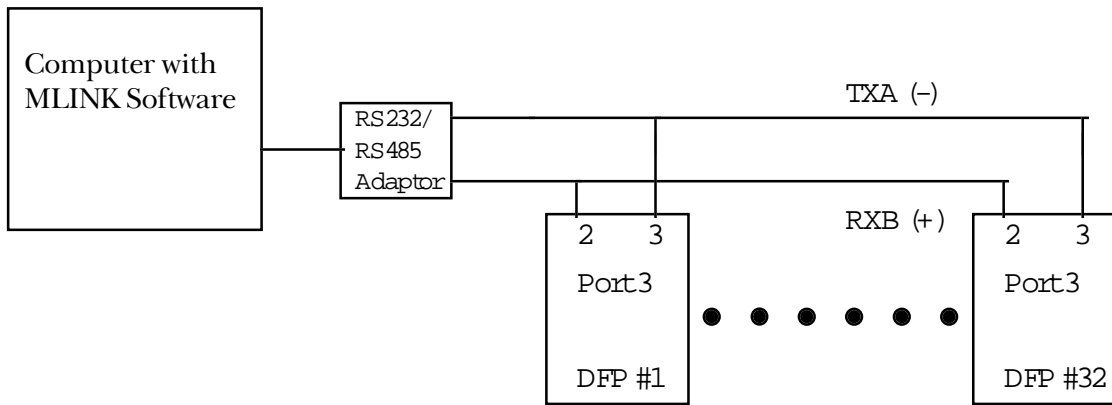 Computer with
MLINK Software
RS232/
RS485
Adaptor
TXA (-)
RXB (+)
2 3
Port3
DFP #1
2 3
Port3
DFP #32